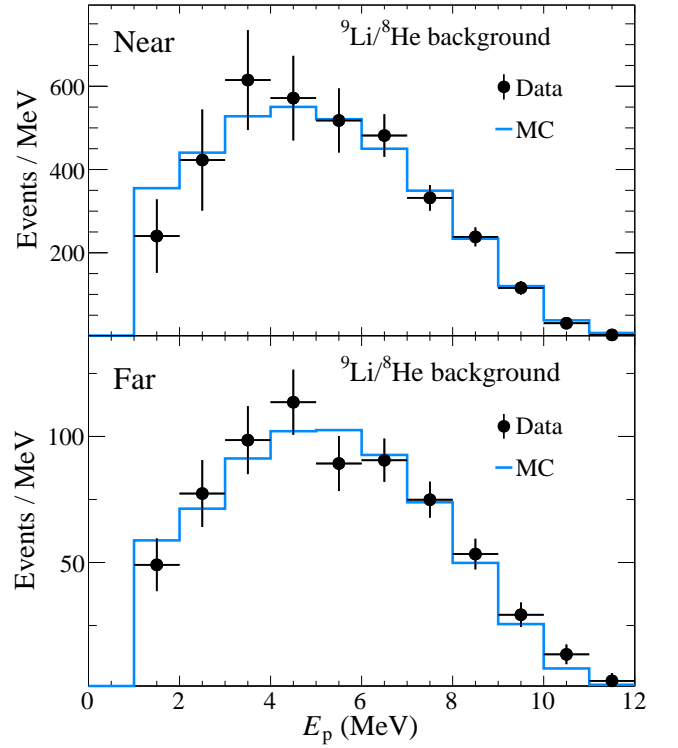 Near
⁹Li/⁸He background
Data
MC
Events / MeV
600
400
200
Far
⁹Li/⁸He background
Data
MC
Events / MeV
100
50
0 2 4 6 8 10 12
Eₚ (MeV)